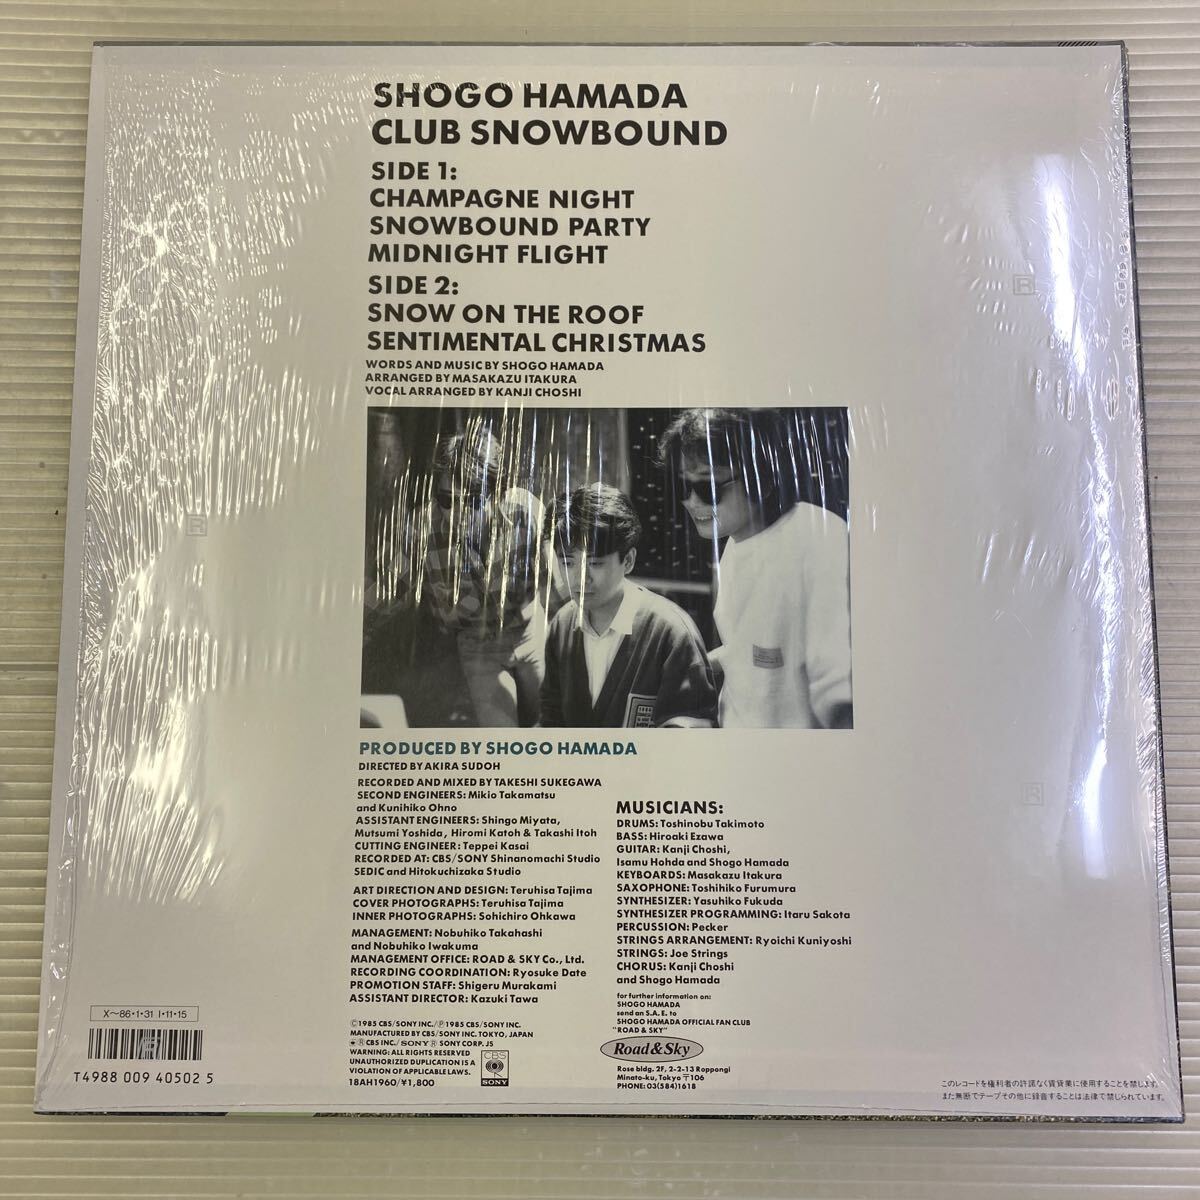 SHOGO HAMADA
CLUB SNOWBOUND
SIDE 1:
CHAMPAGNE NIGHT
SNOWBOUND PARTY
MIDNIGHT FLIGHT
SIDE 2:
SNOW ON THE ROOF
SENTIMENTAL CHRISTMAS
WORDS AND MUSIC BY SHOGO HAMADA
ARRANGED BY MASAKAZU ITAKURA
VOCAL ARRANGED BY KANJI CHOSHI
PRODUCED BY SHOGO HAMADA
DIRECTED BY AKIRA SUDOH
RECORDED AND MIXED BY TAKESHI SUKEGAWA
SECOND ENGINEERS: Mikio Takamatsu
and Kunihiko Ohno
ASSISTANT ENGINEERS: Shingo Miyata,
Mutsumi Yoshida, Hiromi Katoh & Takashi Itoh
CUTTING ENGINEER: Teppei Kasai
RECORDED AT: CBS/SONY Shinanomachi Studio
SEDIC and Hitokuchizaka Studio
ART DIRECTION AND DESIGN: Teruhisa Tajima
COVER PHOTOGRAPHS: Teruhisa Tajima
INNER PHOTOGRAPHS: Sohichiro Ohkawa
MANAGEMENT: Nobuhiko Takahashi
and Nobuhiko Iwakuma
MANAGEMENT OFFICE: ROAD & SKY Co., Ltd.
RECORDING COORDINATION: Ryosuke Date
PROMOTION STAFF: Shigeru Murakami
ASSISTANT DIRECTOR: Kazuki Tawa
Ⓒ1985 CBS/SONY INC./Ⓟ1985 CBS/SONY INC.
MANUFACTURED BY CBS/SONY INC. TOKYO, JAPAN
Ⓡ CBS INC./SONY Ⓡ SONY CORP. JS
WARNING: ALL RIGHTS RESERVED
UNAUTHORIZED DUPLICATION IS A
VIOLATION OF APPLICABLE LAWS.
18AH1960/¥1,800
CBS
SONY
MUSICIANS:
DRUMS: Toshinobu Takimoto
BASS: Hiroaki Ezawa
GUITAR: Kanji Choshi,
Isamu Hohda and Shogo Hamada
KEYBOARDS: Masakazu Itakura
SAXOPHONE: Toshihiko Furumura
SYNTHESIZER: Yasuhiko Fukuda
SYNTHESIZER PROGRAMMING: Itaru Sakota
PERCUSSION: Pecker
STRINGS ARRANGEMENT: Ryoichi Kuniyoshi
STRINGS: Joe Strings
CHORUS: Kanji Choshi
and Shogo Hamada
for further information on:
SHOGO HAMADA
send an S.A.E. to
SHOGO HAMADA OFFICIAL FAN CLUB
"ROAD & SKY"
Road&Sky
Rose bldg. 2F, 2-2-13 Roppongi
Minato-ku, Tokyo 〒106
PHONE: 03(584)1618
X〜86・1・31 I・11・15
T4988 009 40502 5
このレコードを権利者の許諾なく賃貸業に使用することを禁じます。
また無断でテープその他に録音することは法律で禁じられています。
R
R
R